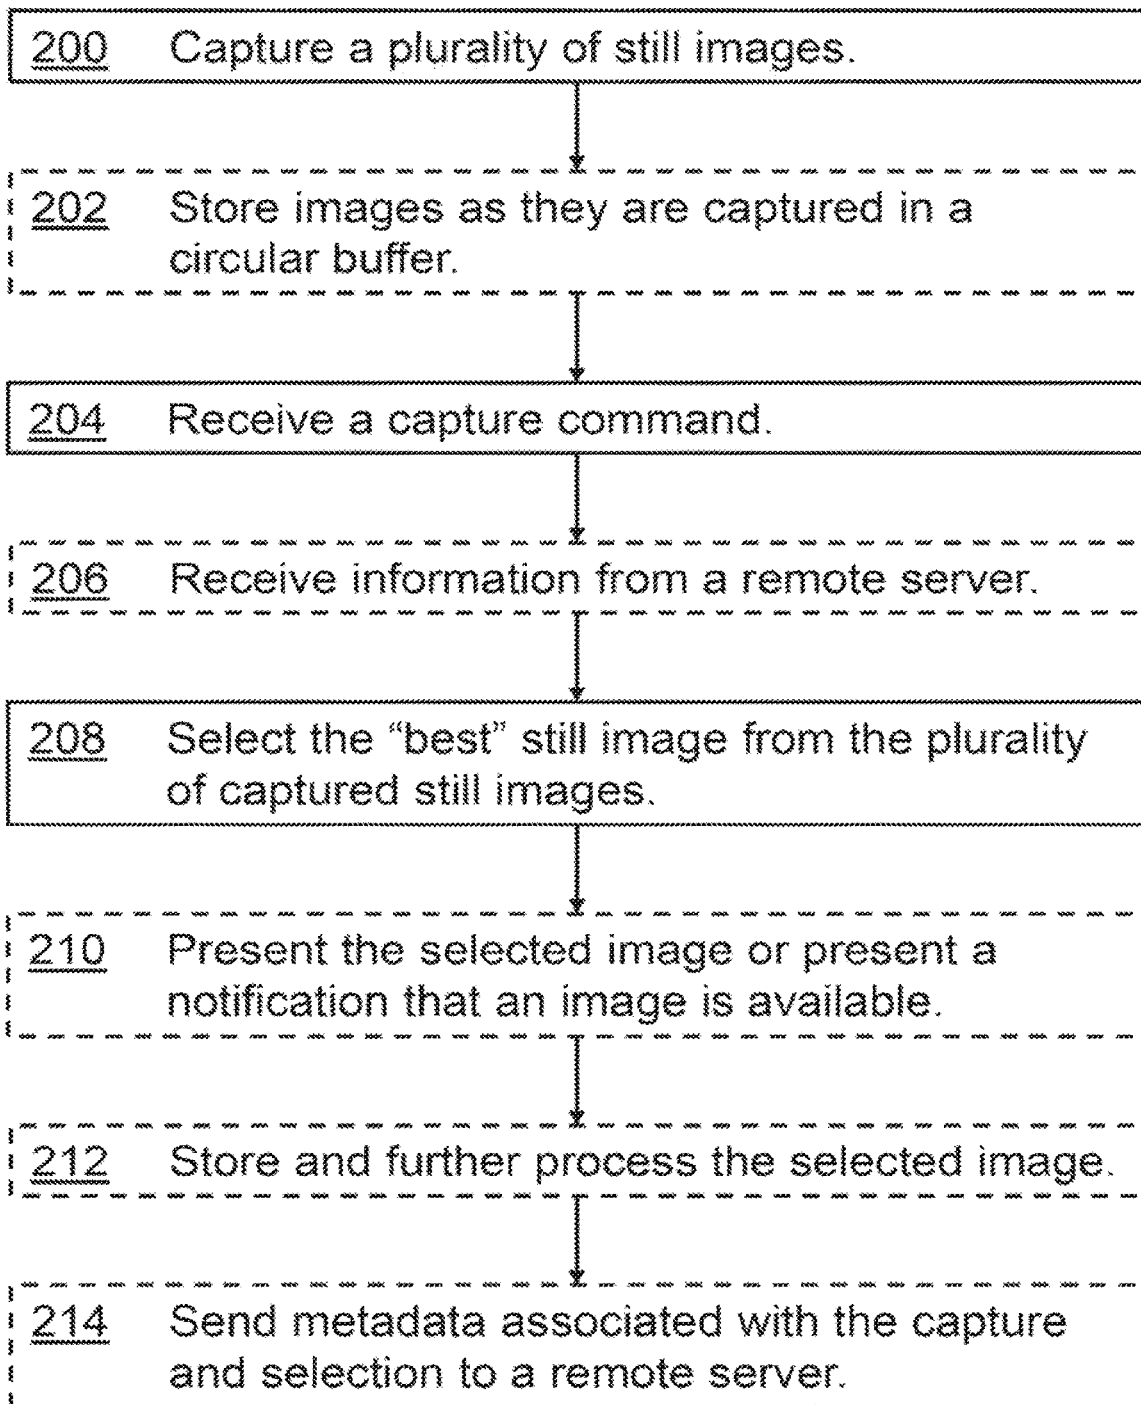 200 Capture a plurality of still images.
202 Store images as they are captured in a
circular buffer.
204 Receive a capture command.
206 Receive information from a remote server.
208 Select the “best” still image from the plurality
of captured still images.
210 Present the selected image or present a
notification that an image is available.
212 Store and further process the selected image.
214 Send metadata associated with the capture
and selection to a remote server.